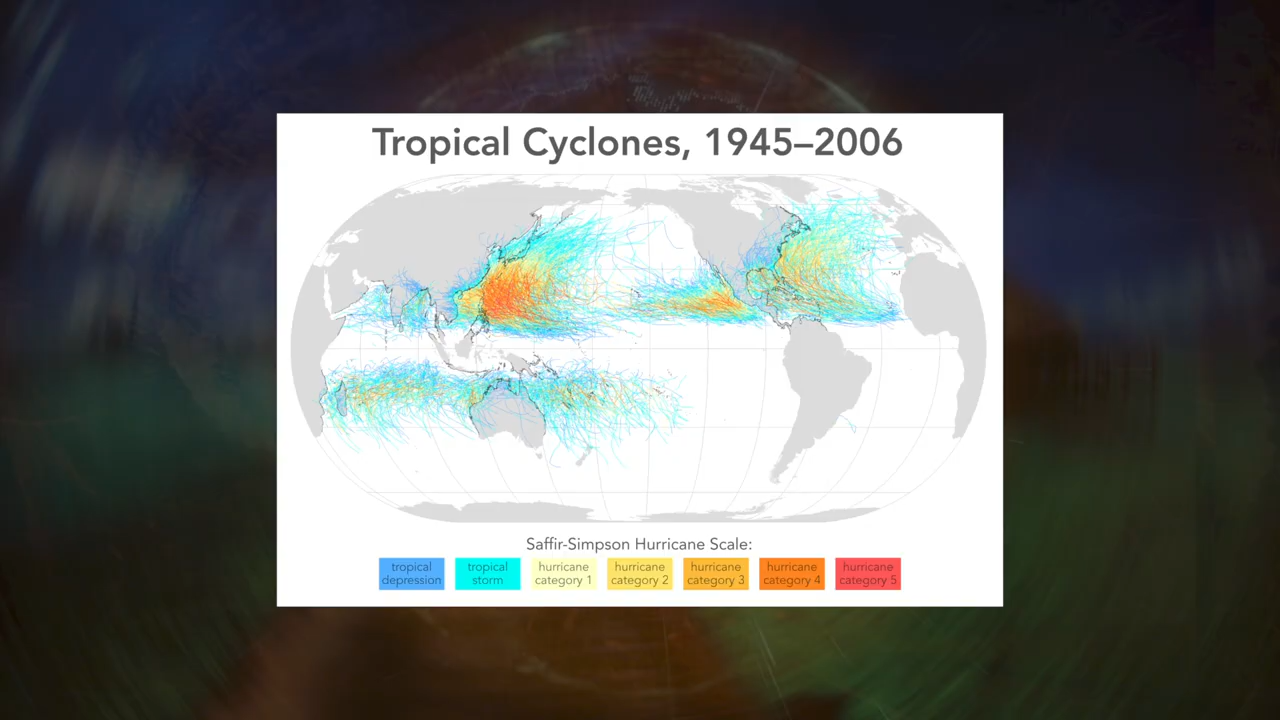 Tropical Cyclones, 1945–2006
Saffir-Simpson Hurricane Scale:
tropical depression
tropical storm
hurricane category 1
hurricane category 2
hurricane category 3
hurricane category 4
hurricane category 5